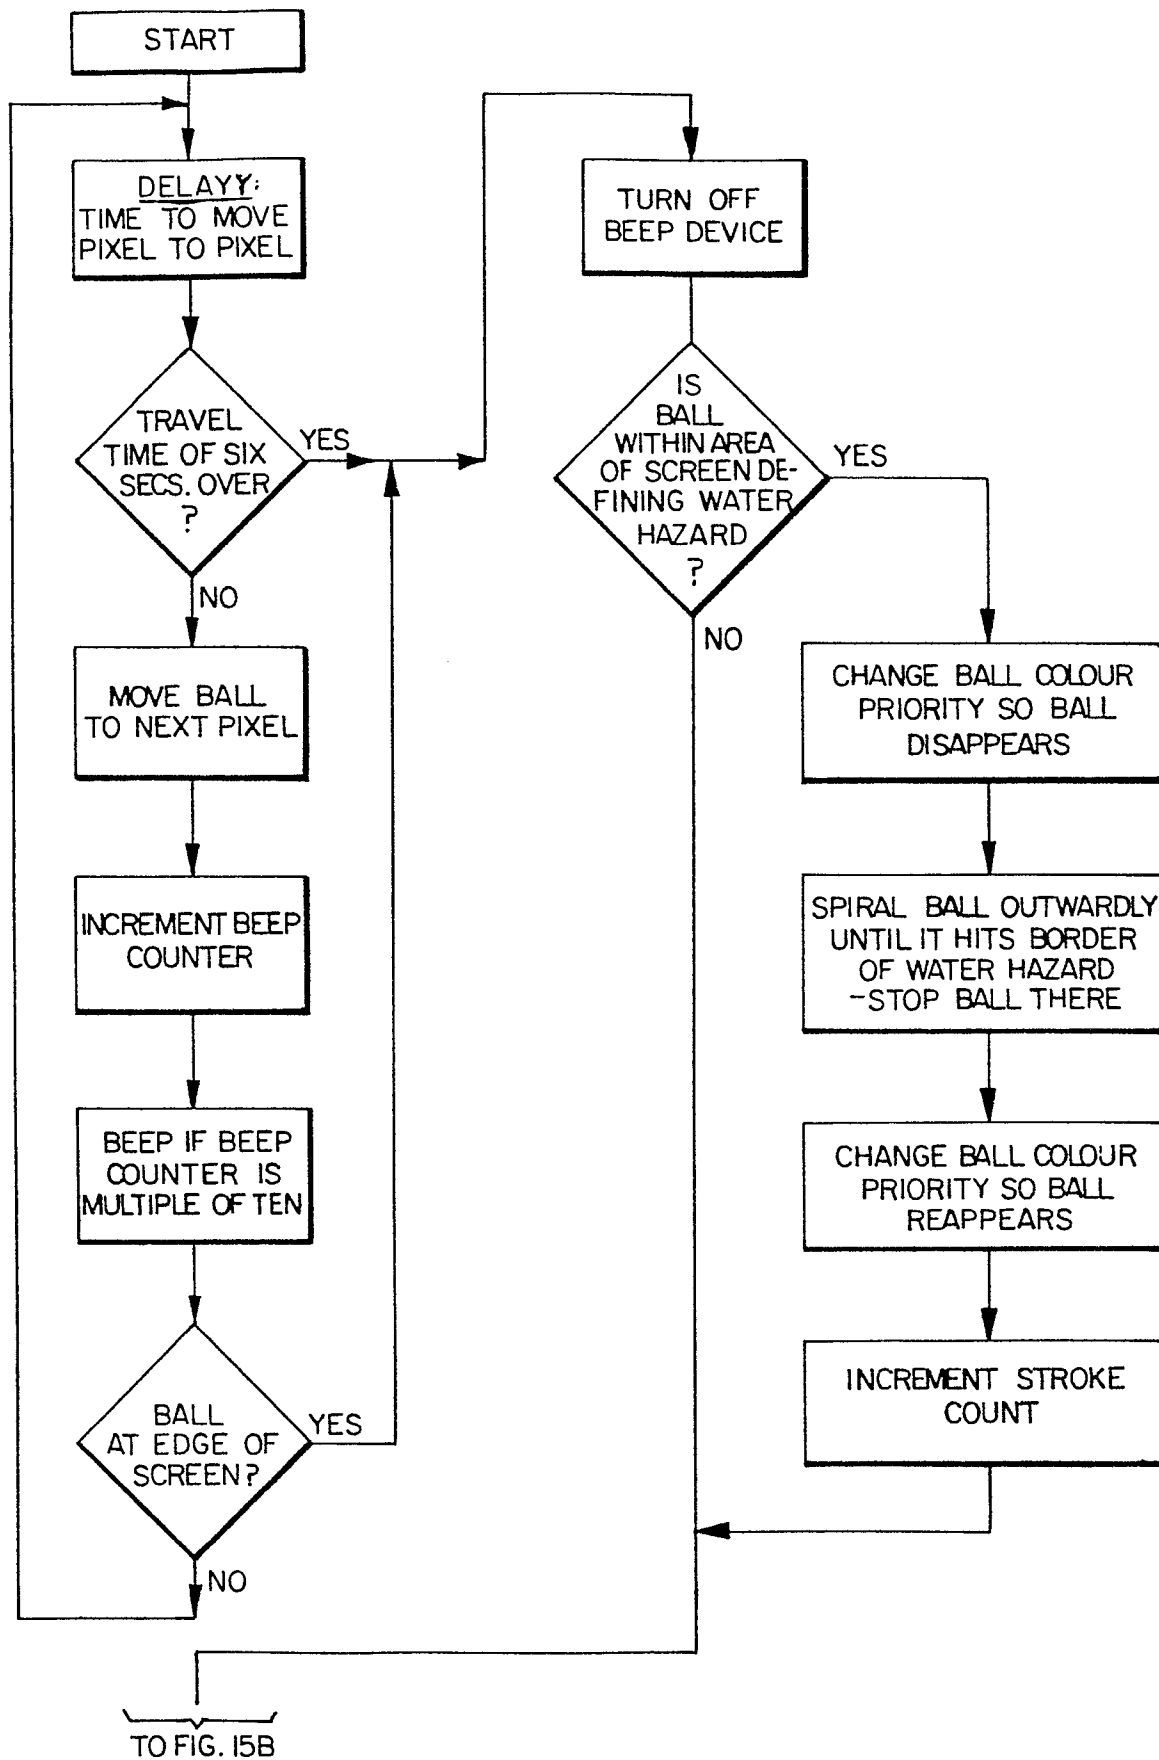 START
DELAYY:
TIME TO MOVE
PIXEL TO PIXEL
TRAVEL
TIME OF SIX
SECS. OVER
?
YES
NO
MOVE BALL
TO NEXT PIXEL
INCREMENT BEEP
COUNTER
BEEP IF BEEP
COUNTER IS
MULTIPLE OF TEN
BALL
AT EDGE OF
SCREEN?
YES
NO
TURN OFF
BEEP DEVICE
IS
BALL
WITHIN AREA
OF SCREEN DE-
FINING WATER
HAZARD
?
YES
NO
CHANGE BALL COLOUR
PRIORITY SO BALL
DISAPPEARS
SPIRAL BALL OUTWARDLY
UNTIL IT HITS BORDER
OF WATER HAZARD
-STOP BALL THERE
CHANGE BALL COLOUR
PRIORITY SO BALL
REAPPEARS
INCREMENT STROKE
COUNT
TO FIG. 15B